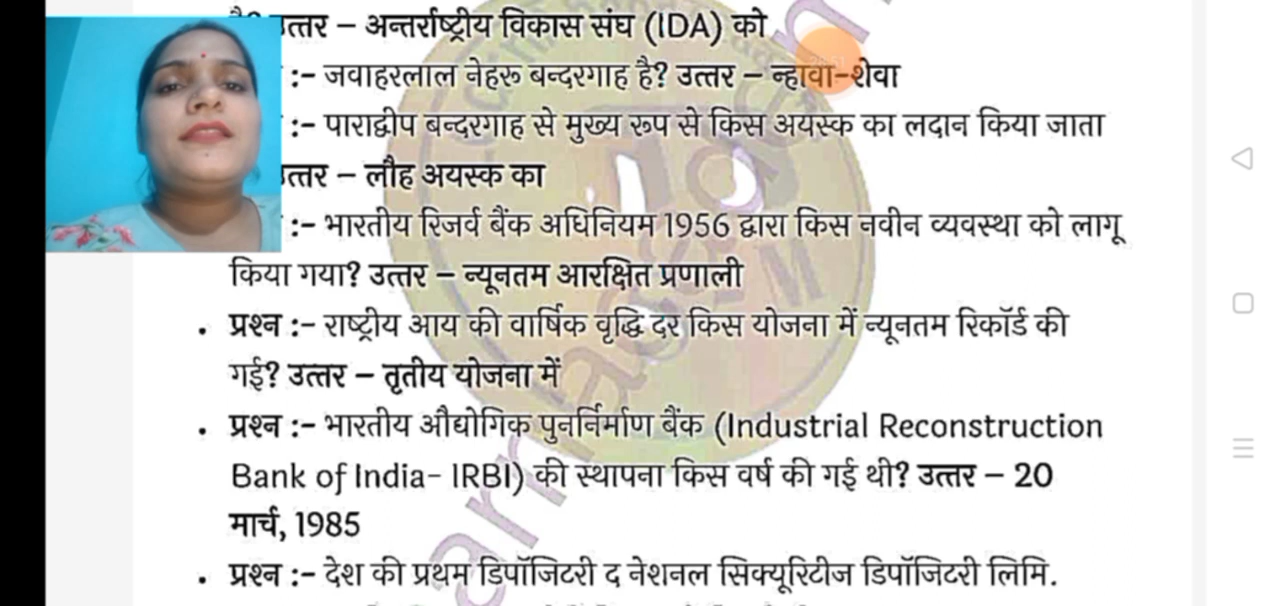 उत्तर – अन्तर्राष्ट्रीय विकास संघ (IDA) को
:- जवाहरलाल नेहरू बन्दरगाह है? उत्तर – न्हावा-शेवा
:- पाराद्वीप बन्दरगाह से मुख्य रूप से किस अयस्क का लदान किया जाता
उत्तर – लौह अयस्क का
:- भारतीय रिजर्व बैंक अधिनियम 1956 द्वारा किस नवीन व्यवस्था को लागू
किया गया? उत्तर – न्यूनतम आरक्षित प्रणाली
• प्रश्न :- राष्ट्रीय आय की वार्षिक वृद्धि दर किस योजना में न्यूनतम रिकॉर्ड की
गई? उत्तर – तृतीय योजना में
• प्रश्न :- भारतीय औद्योगिक पुनर्निर्माण बैंक (Industrial Reconstruction
Bank of India- IRBI) की स्थापना किस वर्ष की गई थी? उत्तर – 20
मार्च, 1985
• प्रश्न :- देश की प्रथम डिपॉजिटरी द नेशनल सिक्यूरिटीज डिपॉजिटरी लिमि.